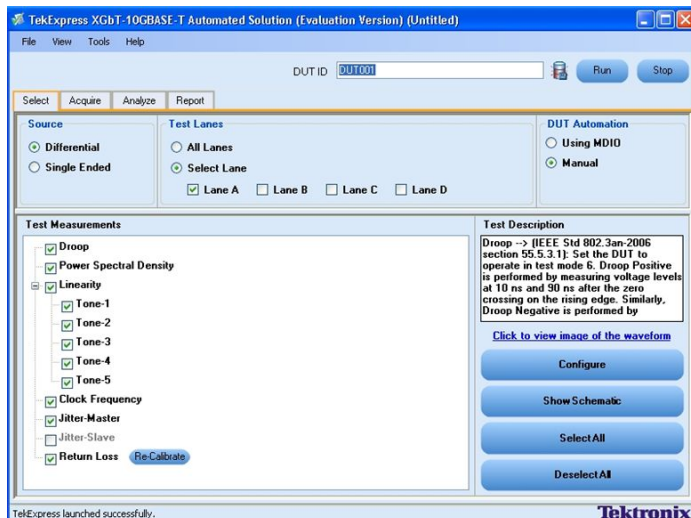 TekExpress XGbT-10GBASE-T Automated Solution (Evaluation Version) (Untitled)
File View Tools Help
DUT ID DUT001 Run Stop
Select Acquire Analyze Report
Source
Differential
Single Ended
Test Lanes
All Lanes
Select Lane
Lane A Lane B Lane C Lane D
DUT Automation
Using MDIO
Manual
Test Measurements
Droop
Power Spectral Density
Linearity
Tone-1
Tone-2
Tone-3
Tone-4
Tone-5
Clock Frequency
Jitter-Master
Jitter-Slave
Return Loss Re-Calibrate
Test Description
Droop --> [IEEE Std 802.3an-2006
section 55.5.3.1]: Set the DUT to
operate in test mode 6. Droop Positive
is performed by measuring voltage levels
at 10 ns and 90 ns after the zero
crossing on the rising edge. Similarly,
Droop Negative is performed by
Click to view image of the waveform
Configure
Show Schematic
Select All
Deselect All
TekExpress launched successfully.
Tektronix